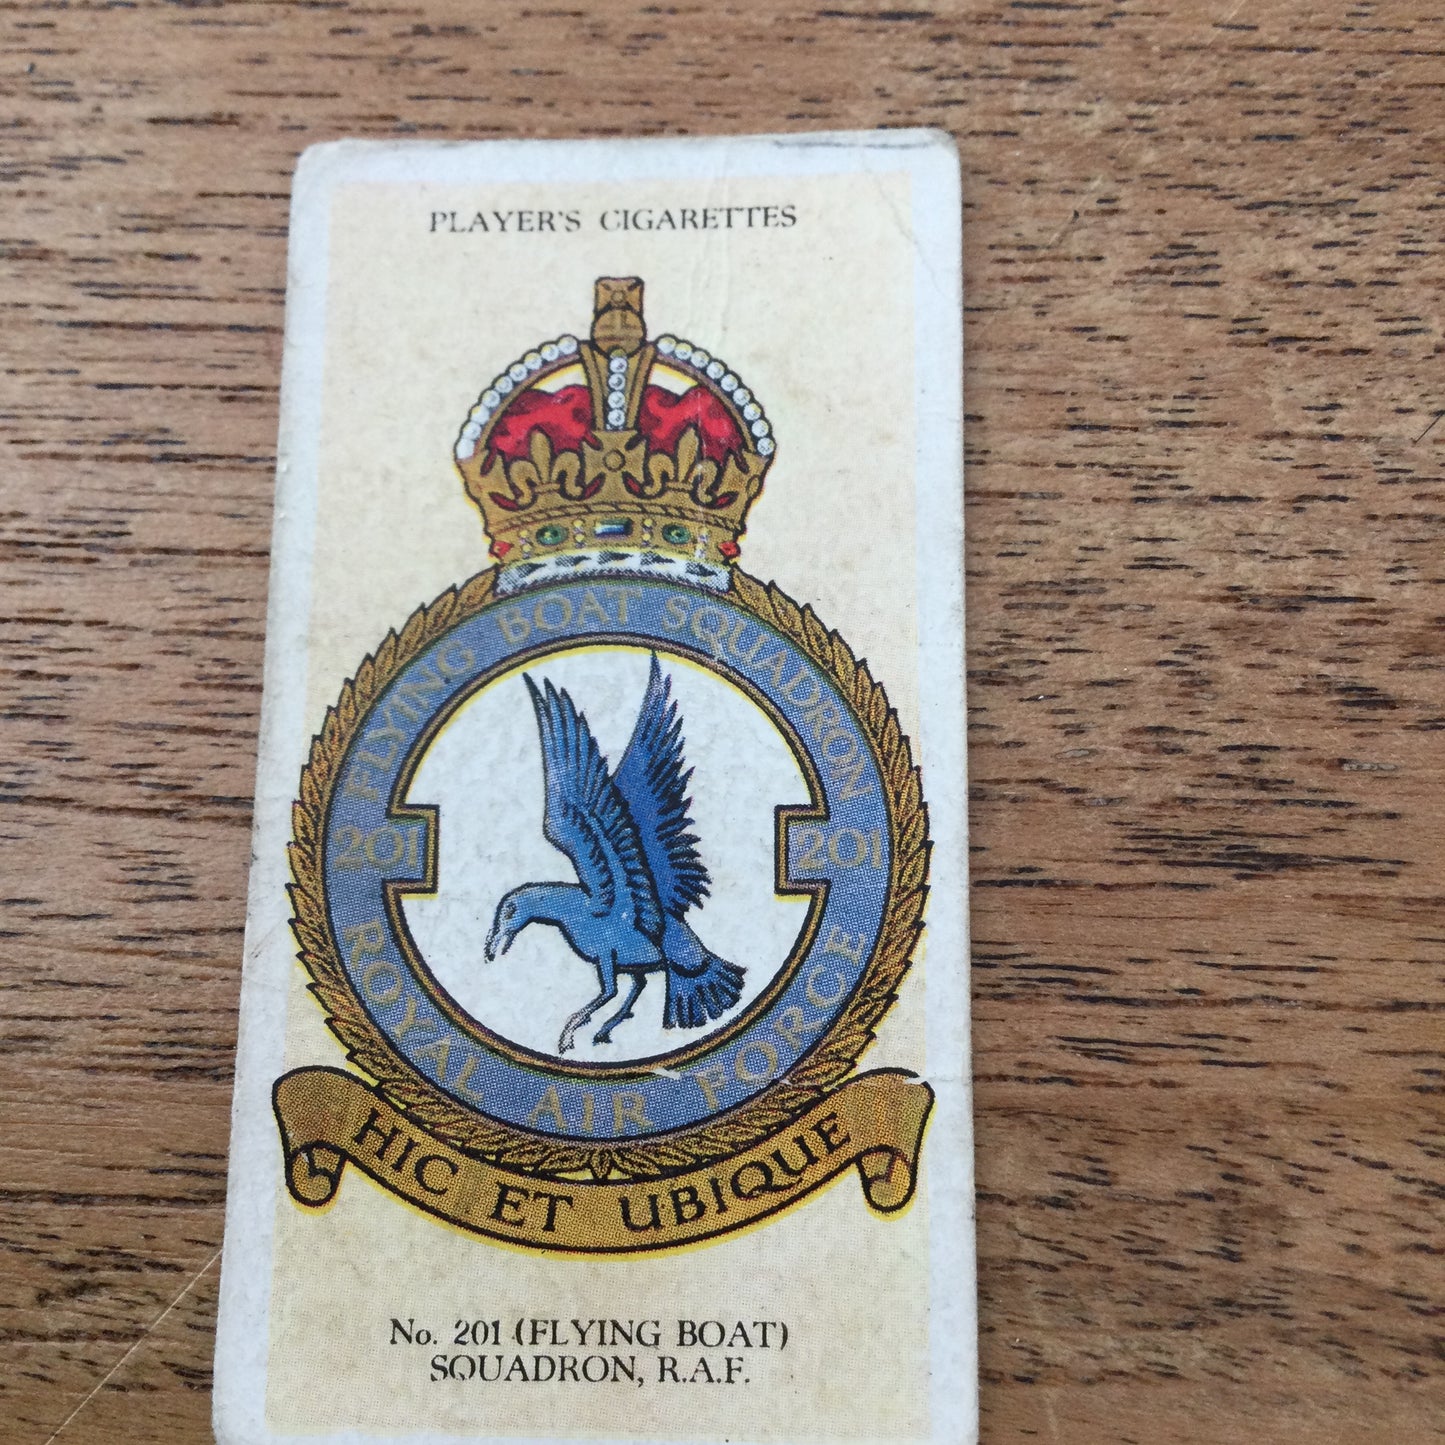 PLAYER'S CIGARETTES
FLYING BOAT SQUADRON
201 201
ROYAL AIR FORCE
HIC ET UBIQUE
No. 201 (FLYING BOAT)
SQUADRON, R.A.F.